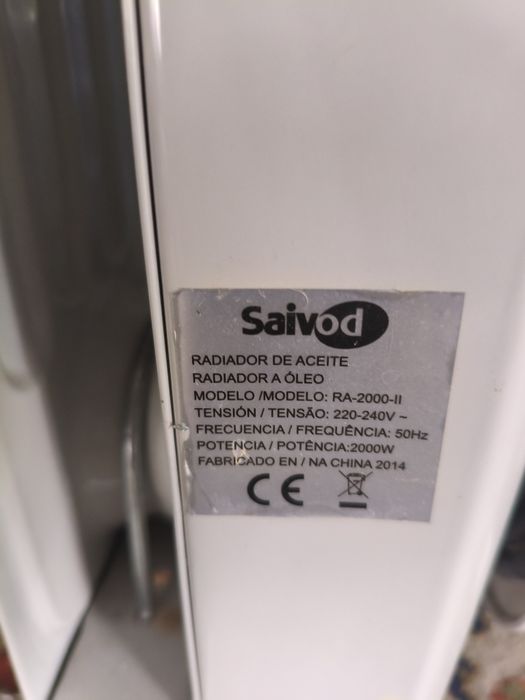 Saivod
RADIADOR DE ACEITE
RADIADOR A ÓLEO
MODELO /MODELO: RA-2000-II
TENSIÓN / TENSÃO: 220-240V ~
FRECUENCIA / FREQUÊNCIA: 50Hz
POTENCIA / POTÊNCIA:2000W
FABRICADO EN / NA CHINA 2014
CE